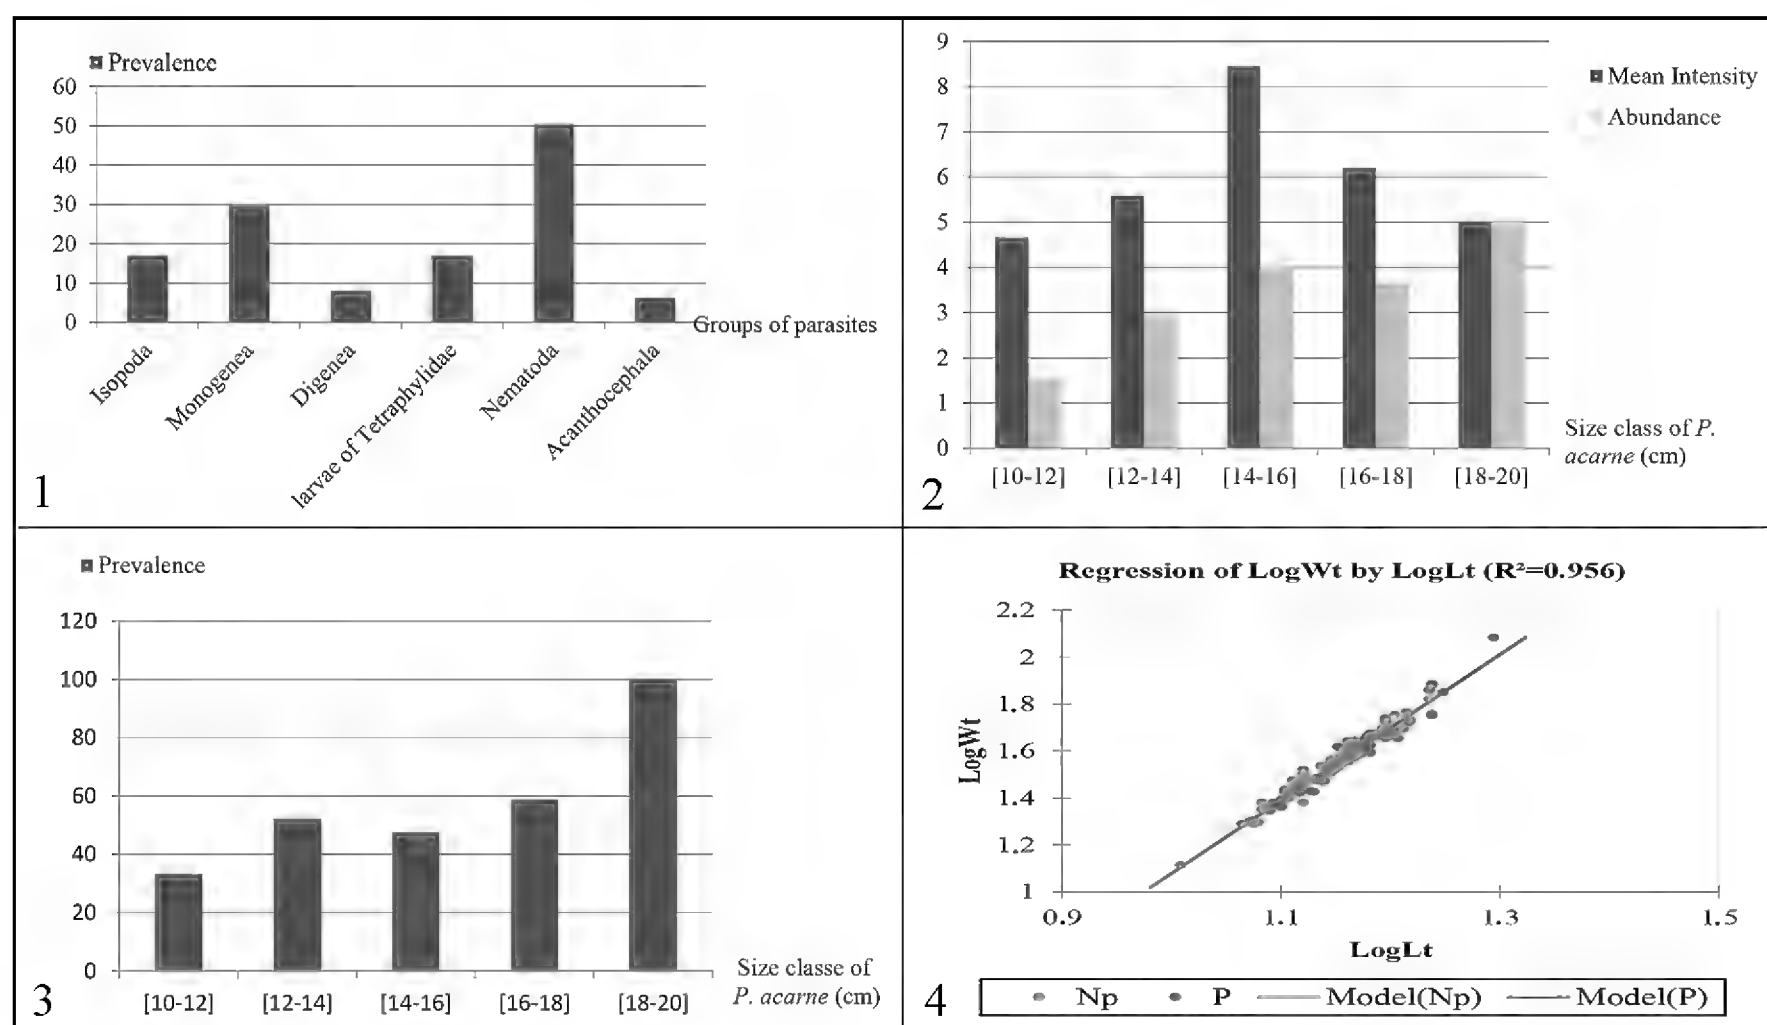 Prevalence
60
50
40
30
20
10
0
Groups of parasites
Isopoda
Monogenea
Digenea
larvae of Tetraphylidae
Nematoda
Acanthocephala
1
9
8
7
6
5
4
3
2
1
0
Mean Intensity
Abundance
Size class of P.
acarne (cm)
[10-12] [12-14] [14-16] [16-18] [18-20]
2
Prevalence
120
100
80
60
40
20
0
Size classe of
P. acarne (cm)
[10-12] [12-14] [14-16] [16-18] [18-20]
3
Regression of LogWt by LogLt (R²=0.956)
2.2
2
1.8
1.6
1.4
1.2
1
LogWt
0.9 1.1 1.3 1.5
LogLt
Np P Model(Np) Model(P)
4